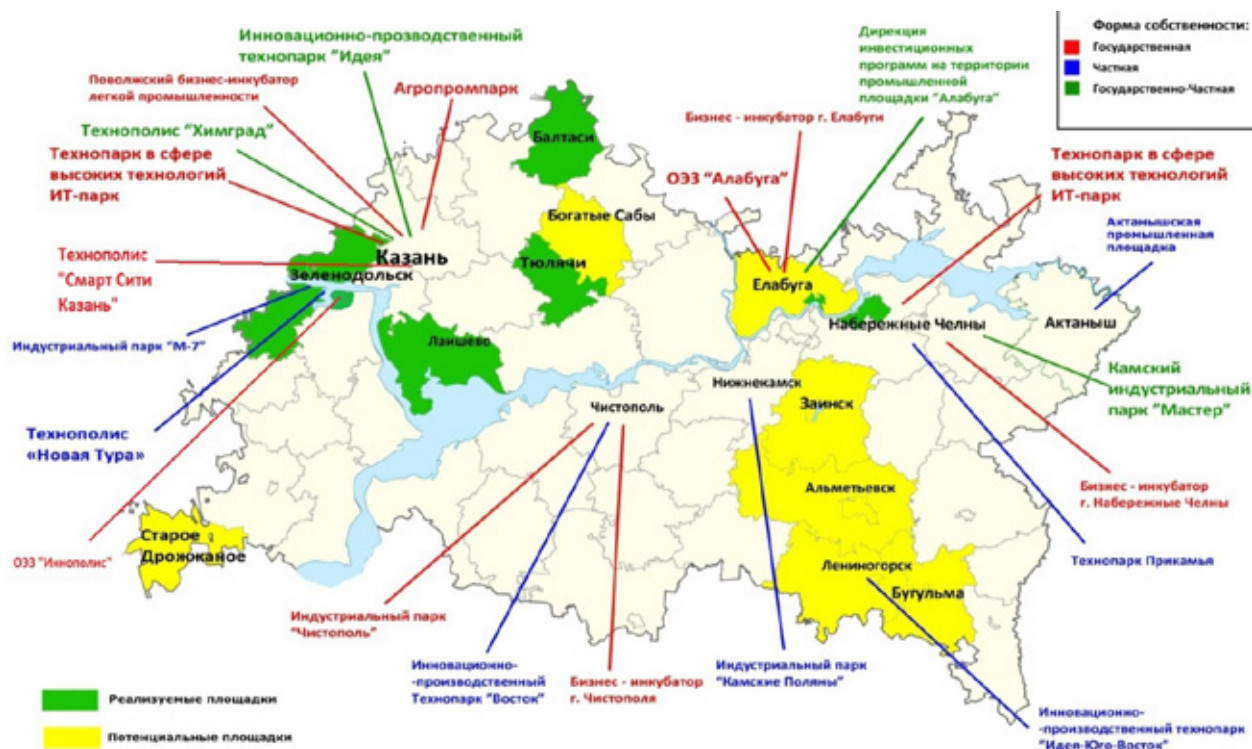 Форма собственности:
Государственная
Частная
Государственно-Частная
Инновационно-прозводственный
технопарк "Идея"
Поволжский бизнес-инкубатор
легкой промышленности
Агропромпарк
Технополис "Химград"
Технопарк в сфере
высоких технологий
ИТ-парк
Технополис
"Смарт Сити
Казань"
Индустриальный парк "М-7"
Технополис
«Новая Тура»
ОЭЗ "Иннополис"
Дирекция
инвестиционных
программ на территории
промышленной
площадки "Алабуга"
Бизнес - инкубатор г. Елабуги
ОЭЗ "Алабуга"
Технопарк в сфере
высоких технологий
ИТ-парк
Актанышская
промышленная
площадка
Балтаси
Богатые Сабы
Казань
Тюлячи
Зеленодольск
Елабуга
Набережные Челны
Актаныш
Лаишево
Нижнекамск
Чистополь
Заинск
Камский
индустриальный
парк "Мастер"
Альметьевск
Бизнес - инкубатор
г. Набережные Челны
Старое
Дрожжаное
Лениногорск
Бугульма
Технопарк Прикамья
Индустриальный парк
"Чистополь"
Инновационно-
-производственный
Технопарк "Восток"
Бизнес - инкубатор
г. Чистополя
Индустриальный парк
"Камские Поляны"
Инновационно-
-производственный технопарк
"Идея-Юго-Восток"
Реализуемые площадки
Потенциальные площадки